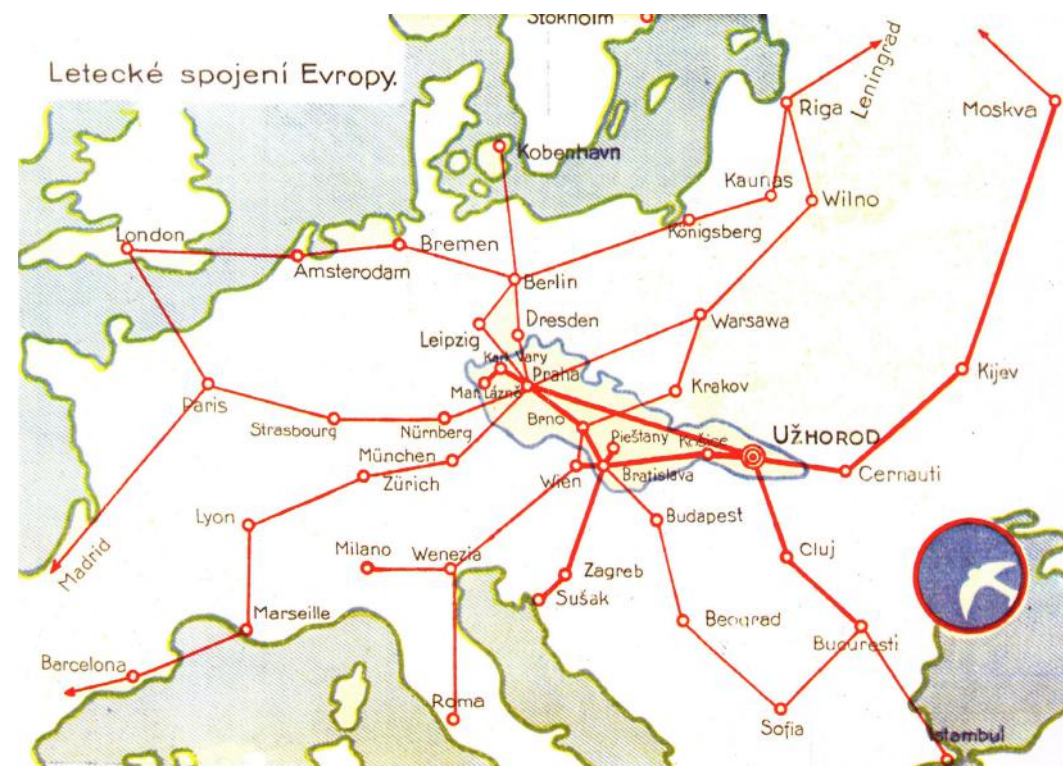 Stokholm
Letecké spojení Evropy.
Leningrad
Riga
Moskva
Kobenhavn
Kaunas
Wilno
Königsberg
London
Bremen
Amsterodam
Berlin
Dresden
Warsawa
Leipzig
Karl. Vary
Praha
Kijev
Mar. Lázně
Krakov
Paris
Strasbourg
Nürnberg
Brno
Pieštany
Košice
UŽHOROD
München
Zürich
Wien
Bratislava
Cernauti
Lyon
Budapest
Madrid
Milano
Wenezia
Cluj
Zagreb
Sušak
Marseille
Beograd
Bucuresti
Barcelona
Roma
Sofia
Istambul